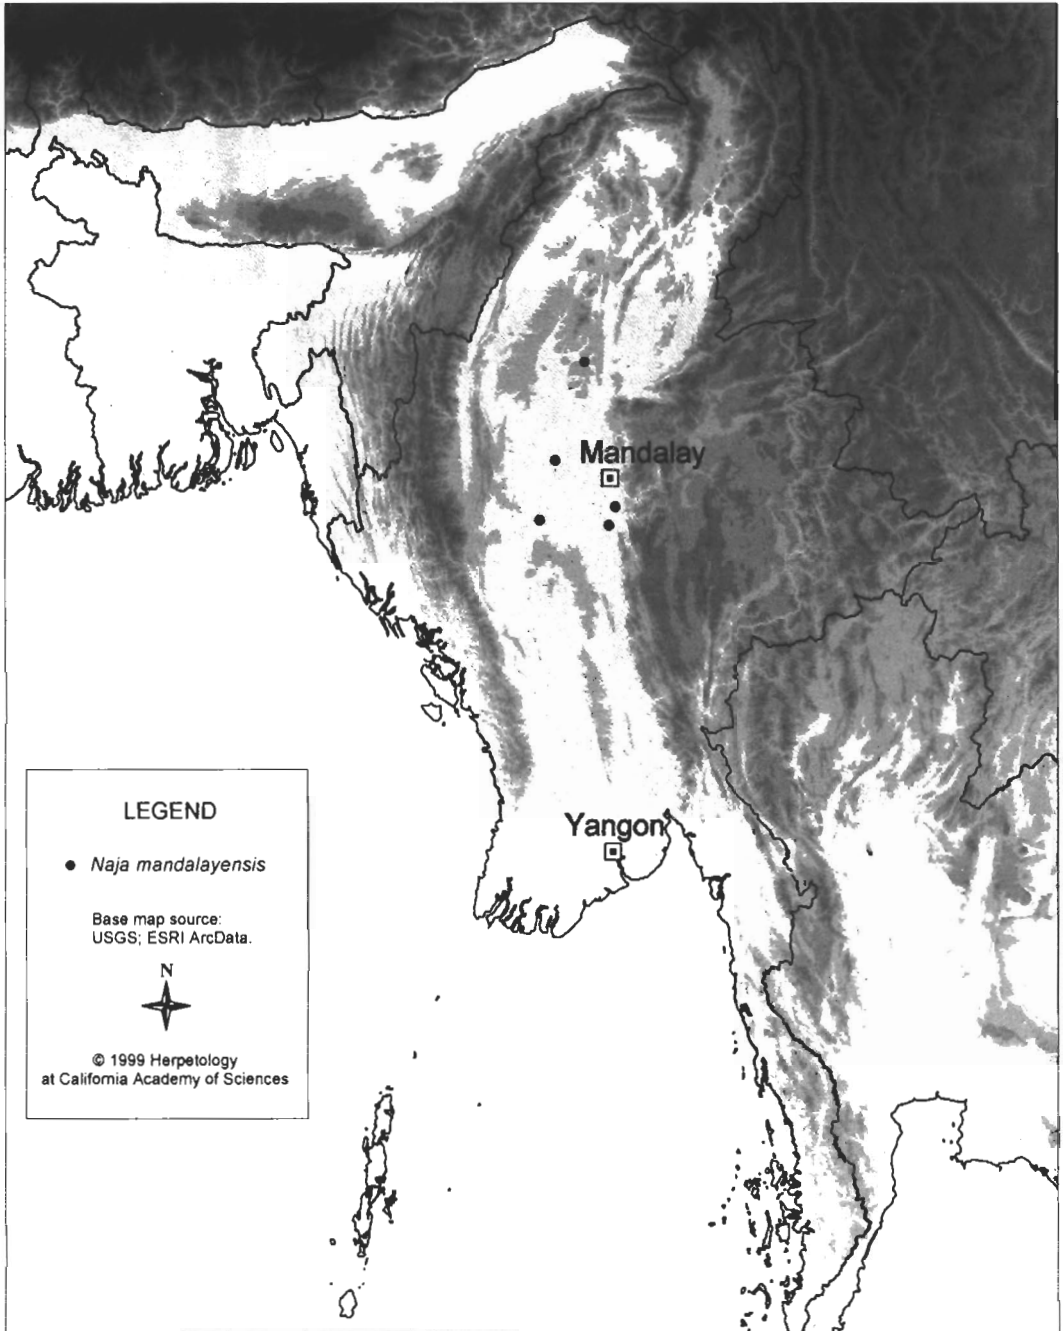 Mandalay
Yangon
LEGEND
Naja mandalayensis
Base map source:
USGS; ESRI ArcData.
N
© 1999 Herpetology
at California Academy of Sciences